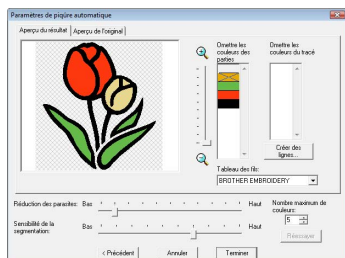 Paramètres de piqûre automatique
Aperçu du résultat
Aperçu de l'original
Omettre les couleurs des parties
Omettre les couleurs du tracé
Créer des lignes...
Tableau des fils:
BROTHER EMBROIDERY
Réduction des parasites:
Bas
Haut
Nombre maximum de couleurs:
5
Sensibilité de la segmentation:
Bas
Haut
Réessayer
< Précédent
Annuler
Terminer